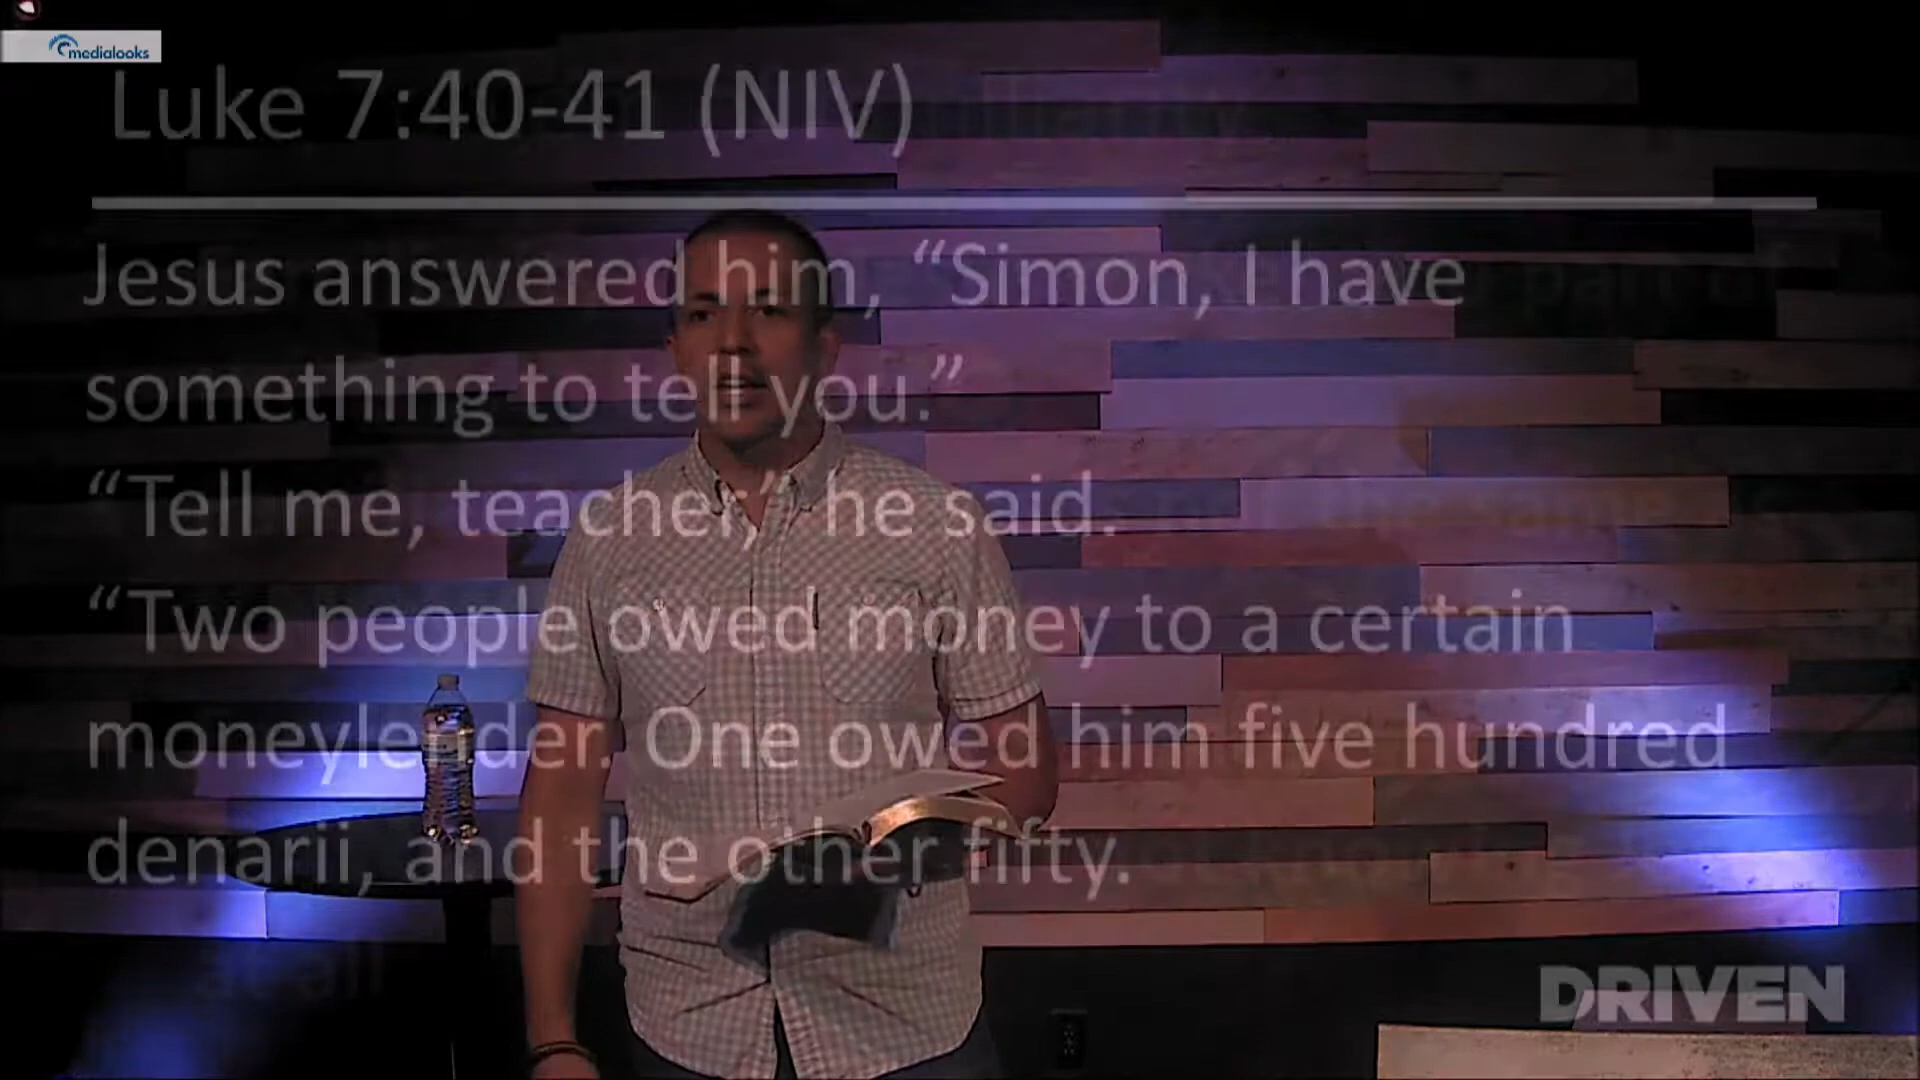 medialooks
Luke 7:40-41 (NIV)
Jesus answered him, “Simon, I have
something to tell you.”
“Tell me, teacher,” he said.
“Two people owed money to a certain
moneylender. One owed him five hundred
denarii, and the other fifty.
at all
DRIVEN